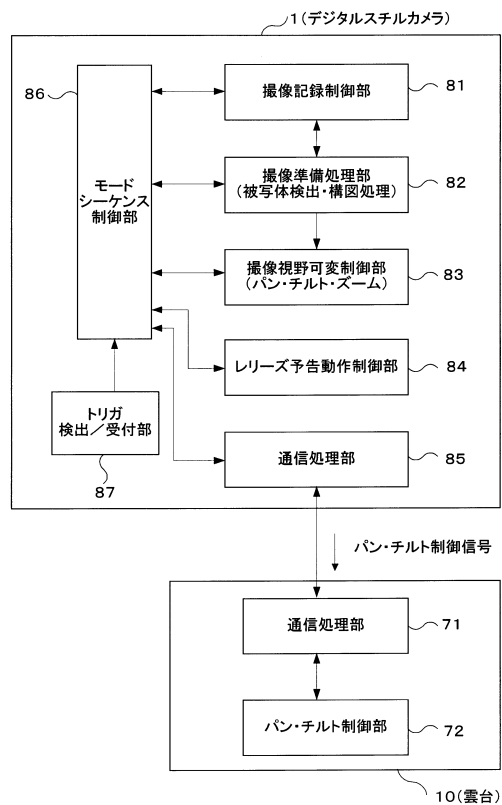 1(デジタルスチルカメラ)
86
モード
シーケンス
制御部
撮像記録制御部
81
撮像準備処理部
(被写体検出・構図処理)
82
撮像視野可変制御部
(パン・チルト・ズーム)
83
レリーズ予告動作制御部
84
トリガ
検出/受付部
87
通信処理部
85
パン・チルト制御信号
通信処理部
71
パン・チルト制御部
72
10(雲台)